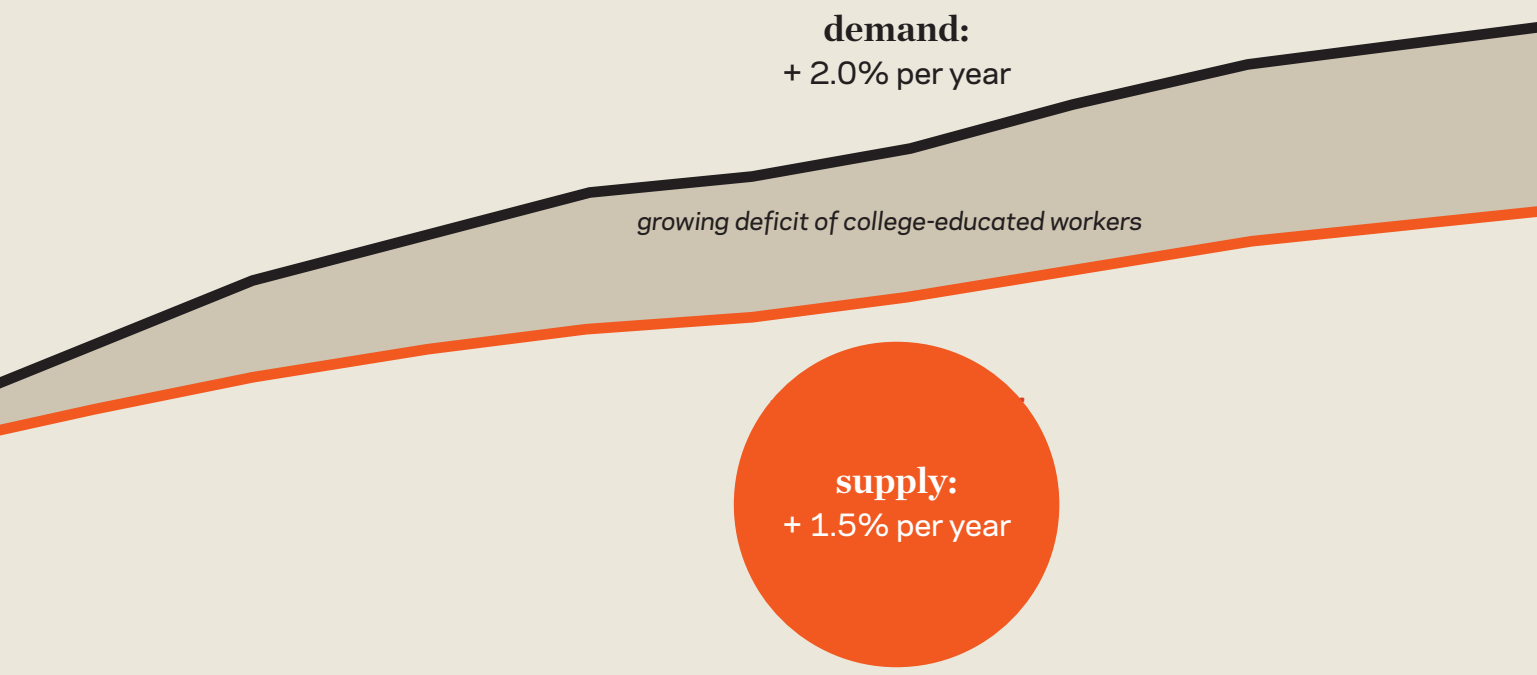 demand:
+ 2.0% per year
growing deficit of college-educated workers
supply:
+ 1.5% per year